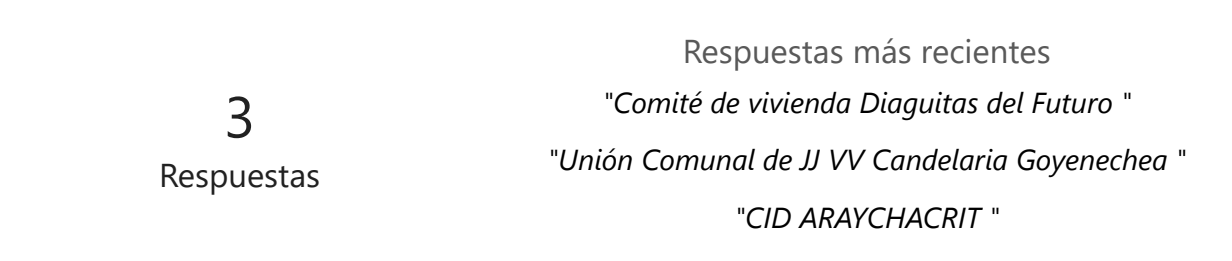 Respuestas más recientes
3
Respuestas
"Comité de vivienda Diaguitas del Futuro "
"Unión Comunal de JJ VV Candelaria Goyenechea "
"CID ARAYCHACRIT "